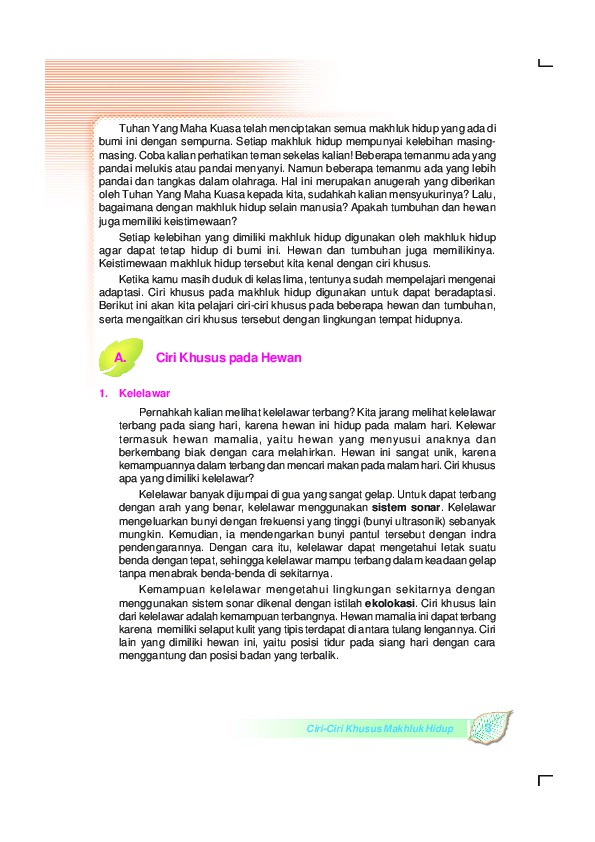 Tuhan Yang Maha Kuasa telah menciptakan semua makhluk hidup yang ada di
bumi ini dengan sempurna. Setiap makhluk hidup mempunyai kelebihan masing-
masing. Coba kalian perhatikan teman sekelas kalian! Beberapa temanmu ada yang
pandai melukis atau pandai menyanyi. Namun beberapa temanmu ada yang lebih
pandai dan tangkas dalam olahraga. Hal ini merupakan anugerah yang diberikan
oleh Tuhan Yang Maha Kuasa kepada kita, sudahkah kalian mensyukurinya? Lalu,
bagaimana dengan makhluk hidup selain manusia? Apakah tumbuhan dan hewan
juga memiliki keistimewaan?
Setiap kelebihan yang dimiliki makhluk hidup digunakan oleh makhluk hidup
agar dapat tetap hidup di bumi ini. Hewan dan tumbuhan juga memilikinya.
Keistimewaan makhluk hidup tersebut kita kenal dengan ciri khusus.
Ketika kamu masih duduk di kelas lima, tentunya sudah mempelajari mengenai
adaptasi. Ciri khusus pada makhluk hidup digunakan untuk dapat beradaptasi.
Berikut ini akan kita pelajari ciri-ciri khusus pada beberapa hewan dan tumbuhan,
serta mengaitkan ciri khusus tersebut dengan lingkungan tempat hidupnya.
A. Ciri Khusus pada Hewan
1. Kelelawar
Pernahkah kalian melihat kelelawar terbang? Kita jarang melihat kelelawar
terbang pada siang hari, karena hewan ini hidup pada malam hari. Kelewar
termasuk hewan mamalia, yaitu hewan yang menyusui anaknya dan
berkembang biak dengan cara melahirkan. Hewan ini sangat unik, karena
kemampuannya dalam terbang dan mencari makan pada malam hari. Ciri khusus
apa yang dimiliki kelelawar?
Kelelawar banyak dijumpai di gua yang sangat gelap. Untuk dapat terbang
dengan arah yang benar, kelelawar menggunakan sistem sonar. Kelelawar
mengeluarkan bunyi dengan frekuensi yang tinggi (bunyi ultrasonik) sebanyak
mungkin. Kemudian, ia mendengarkan bunyi pantul tersebut dengan indra
pendengarannya. Dengan cara itu, kelelawar dapat mengetahui letak suatu
benda dengan tepat, sehingga kelelawar mampu terbang dalam keadaan gelap
tanpa menabrak benda-benda di sekitarnya.
Kemampuan kelelawar mengetahui lingkungan sekitarnya dengan
menggunakan sistem sonar dikenal dengan istilah ekolokasi. Ciri khusus lain
dari kelelawar adalah kemampuan terbangnya. Hewan mamalia ini dapat terbang
karena memiliki selaput kulit yang tipis terdapat di antara tulang lengannya. Ciri
lain yang dimiliki hewan ini, yaitu posisi tidur pada siang hari dengan cara
menggantung dan posisi badan yang terbalik.
Ciri-Ciri Khusus Makhluk Hidup 3